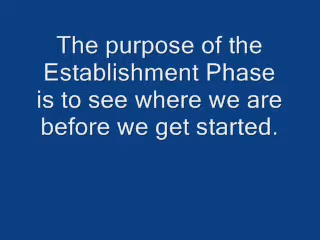 The purpose of the
Establishment Phase
is to see where we are
before we get started.